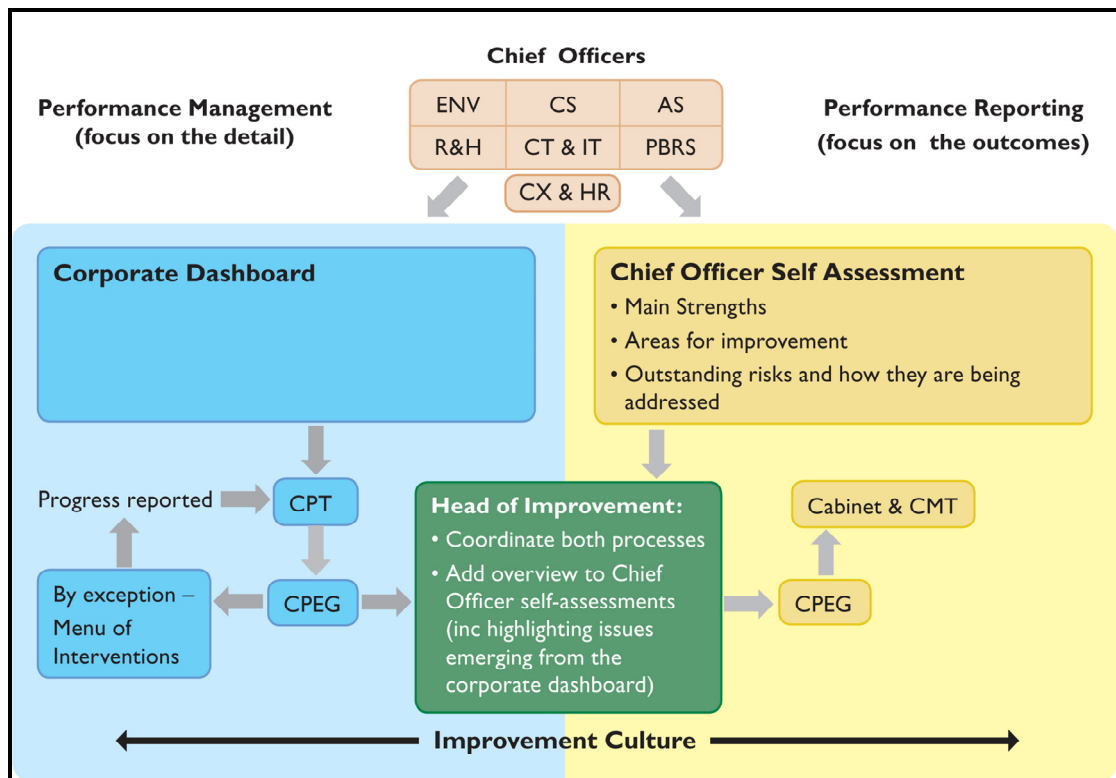 Chief Officers
Performance Management
(focus on the detail)
ENV CS AS
R&H CT & IT PBRS
CX & HR
Performance Reporting
(focus on the outcomes)
Corporate Dashboard
Chief Officer Self Assessment
• Main Strengths
• Areas for improvement
• Outstanding risks and how they are being
addressed
Progress reported
CPT
By exception –
Menu of
Interventions
CPEG
Head of Improvement:
• Coordinate both processes
• Add overview to Chief
Officer self-assessments
(inc highlighting issues
emerging from the
corporate dashboard)
Cabinet & CMT
CPEG
Improvement Culture